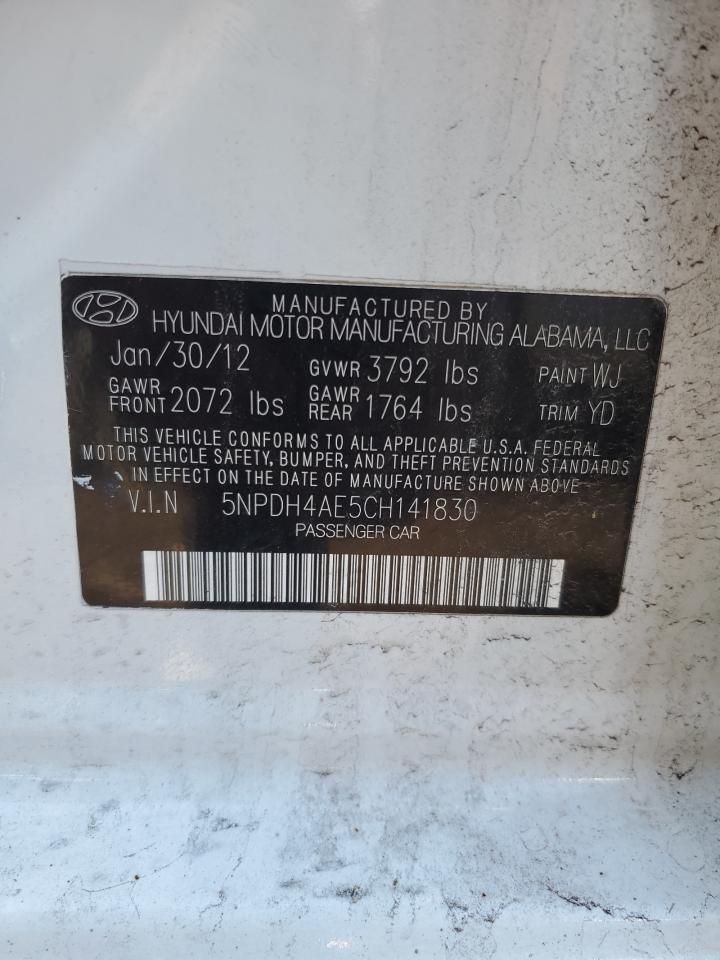 MANUFACTURED BY
HYUNDAI MOTOR MANUFACTURING ALABAMA, LLC
Jan/30/12 GVWR 3792 lbs PAINT WJ
GAWR FRONT 2072 lbs GAWR REAR 1764 lbs TRIM YD
THIS VEHICLE CONFORMS TO ALL APPLICABLE U.S.A. FEDERAL
MOTOR VEHICLE SAFETY, BUMPER, AND THEFT PREVENTION STANDARDS
IN EFFECT ON THE DATE OF MANUFACTURE SHOWN ABOVE
V.I.N 5NPDH4AE5CH141830
PASSENGER CAR